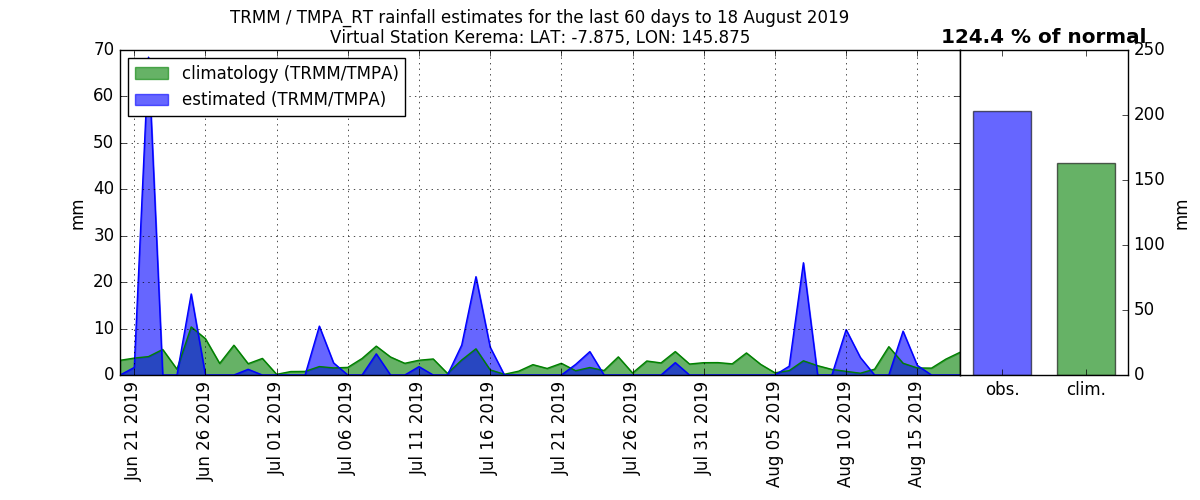 TRMM / TMPA_RT rainfall estimates for the last 60 days to 18 August 2019
Virtual Station Kerema: LAT: -7.875, LON: 145.875
124.4 % of normal
climatology (TRMM/TMPA)
estimated (TRMM/TMPA)
70
60
50
40
30
20
10
0
mm
Jun 21 2019
Jun 26 2019
Jul 01 2019
Jul 06 2019
Jul 11 2019
Jul 16 2019
Jul 21 2019
Jul 26 2019
Jul 31 2019
Aug 05 2019
Aug 10 2019
Aug 15 2019
obs.
clim.
250
200
150
100
50
0
mm